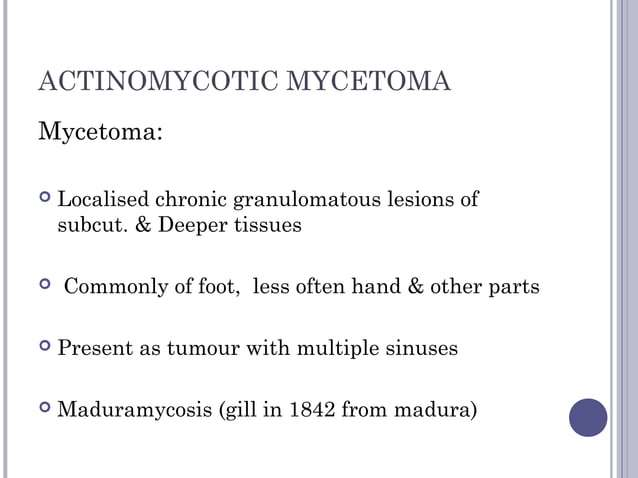 ACTINOMYCOTIC MYCETOMA
Mycetoma:
Localised chronic granulomatous lesions of
subcut. & Deeper tissues
Commonly of foot, less often hand & other parts
Present as tumour with multiple sinuses
Maduramycosis (gill in 1842 from madura)